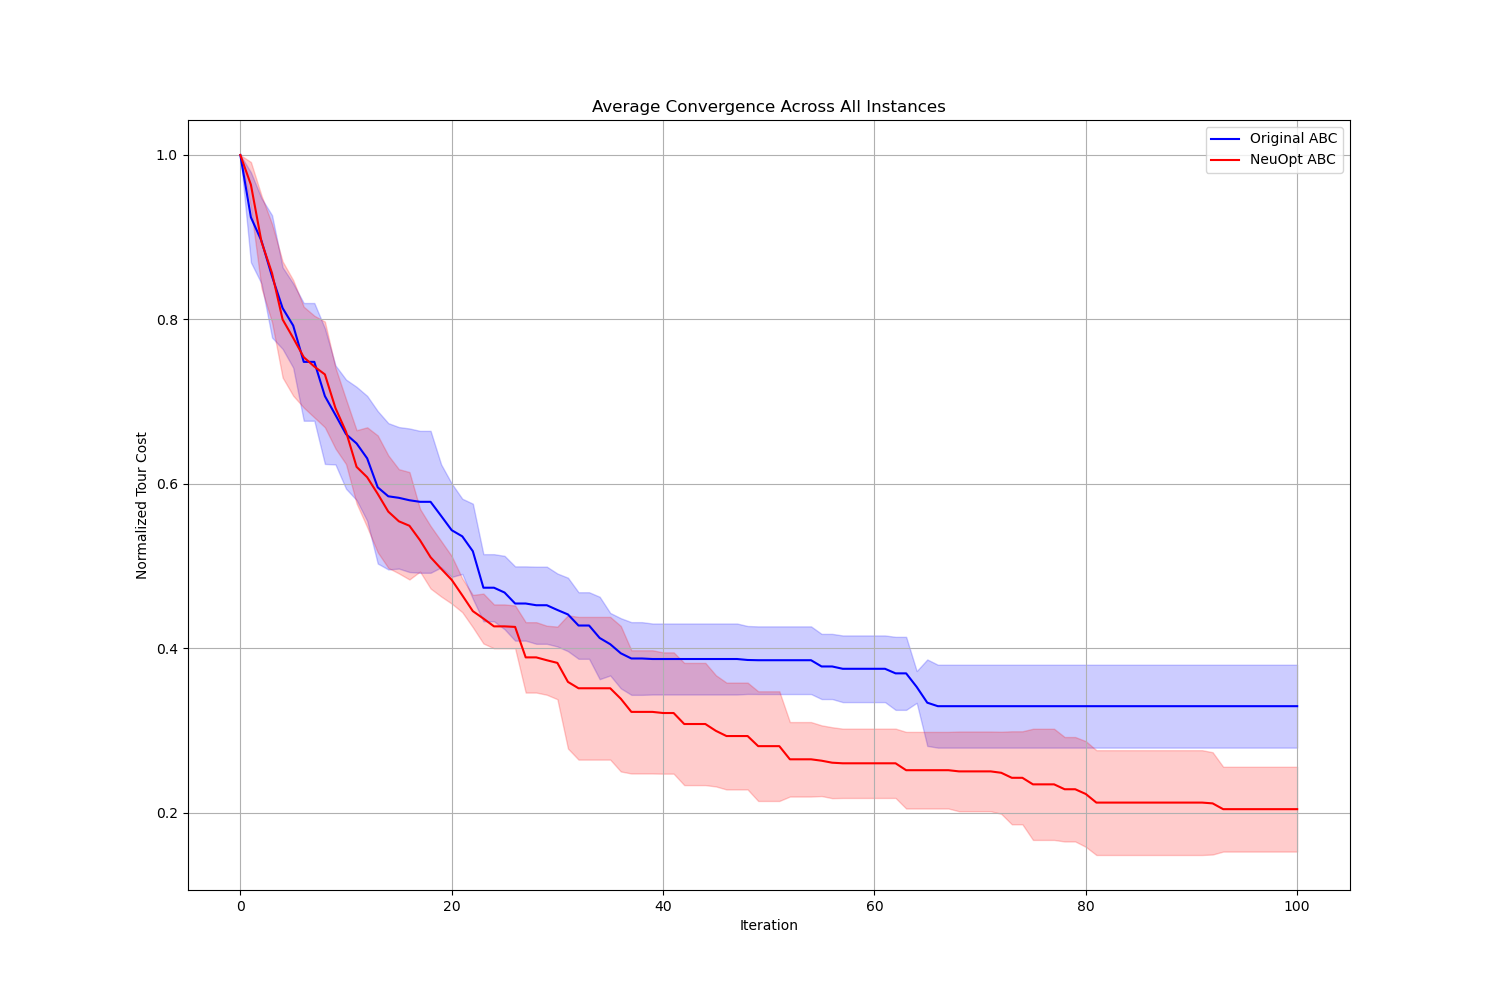 Average Convergence Across All Instances
Original ABC
NeuOpt ABC
Normalized Tour Cost
1.0
0.8
0.6
0.4
0.2
0 20 40 60 80 100
Iteration